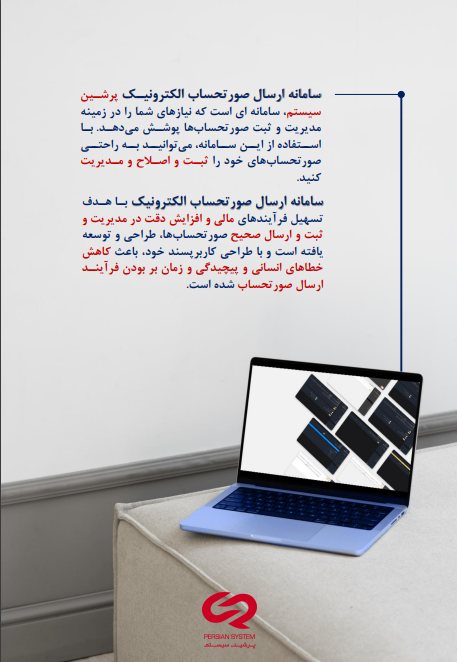 سامانه ارسال صورتحساب الکترونیک پرشین
سیستم، سامانه ای است که نیازهای شما را در زمینه
مدیریت و ثبت صورتحساب‌ها پوشش می‌دهد. با
استفاده از این سامانه، می‌توانید به راحتی
صورتحساب‌های خود را ثبت و اصلاح و مدیریت
کنید.
سامانه ارسال صورتحساب الکترونیک با هدف
تسهیل فرآیندهای مالی و افزایش دقت در مدیریت و
ثبت و ارسال صحیح صورتحساب‌ها، طراحی و توسعه
یافته است و با طراحی کاربرپسند خود، باعث کاهش
خطاهای انسانی و پیچیدگی و زمان بر بودن فرآیند
ارسال صورتحساب شده است.
PERSIAN SYSTEM
پرشین سیستم